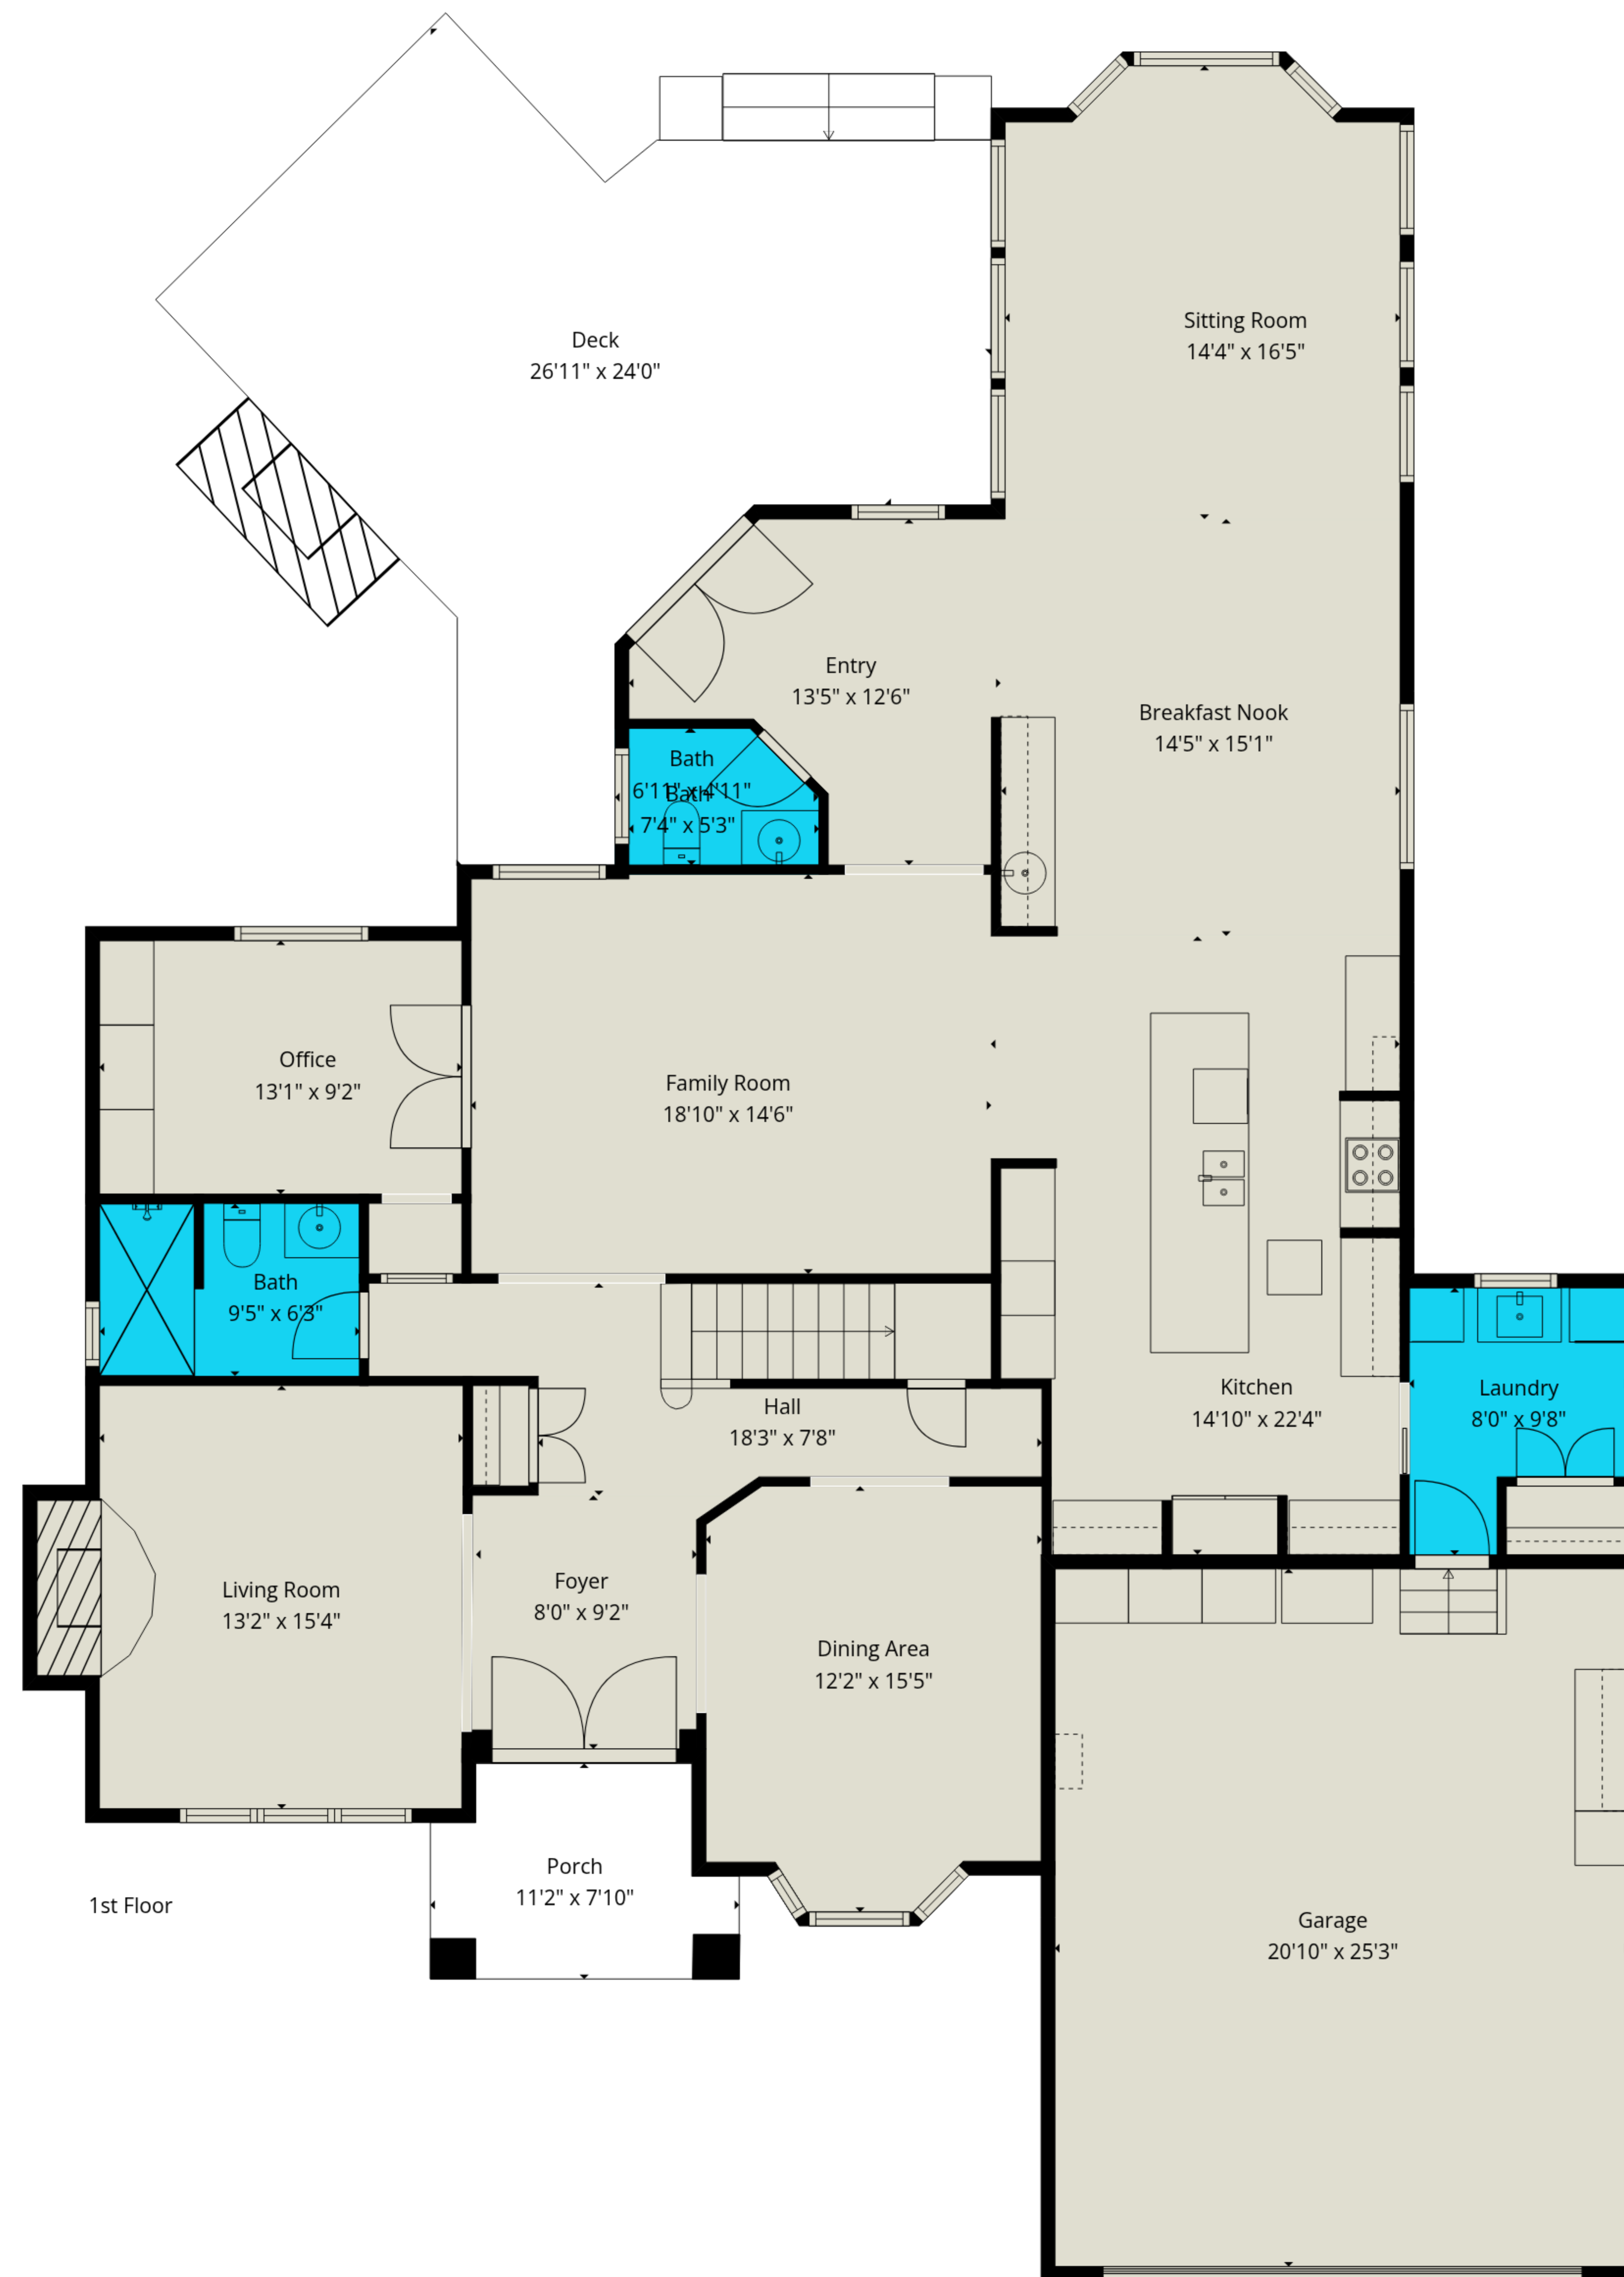 Deck
26'11" x 24'0"
Sitting Room
14'4" x 16'5"
Entry
13'5" x 12'6"
Breakfast Nook
14'5" x 15'1"
Bath
6'11" x 4'11"
Bath
7'4" x 5'3"
Office
13'1" x 9'2"
Family Room
18'10" x 14'6"
Bath
9'5" x 6'3"
Hall
18'3" x 7'8"
Kitchen
14'10" x 22'4"
Laundry
8'0" x 9'8"
Living Room
13'2" x 15'4"
Foyer
8'0" x 9'2"
Dining Area
12'2" x 15'5"
Porch
11'2" x 7'10"
1st Floor
Garage
20'10" x 25'3"